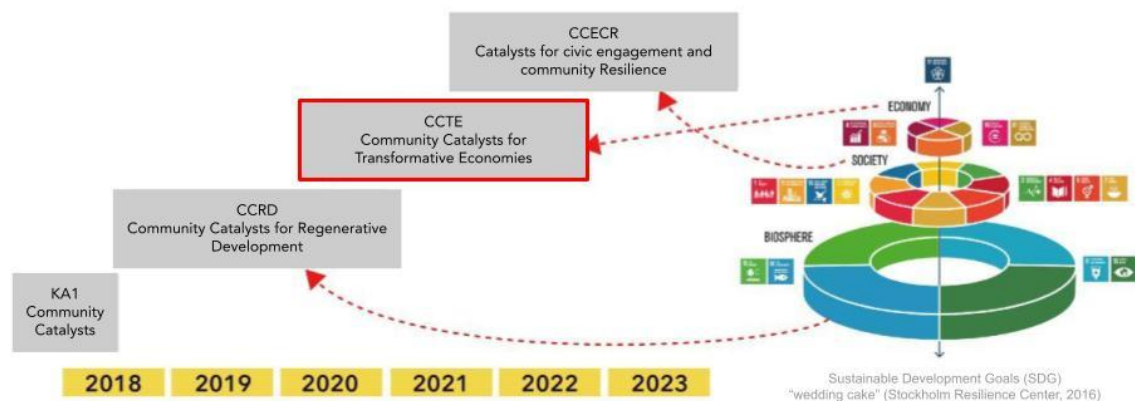 CCECR
Catalysts for civic engagement and
community Resilience
CCTE
Community Catalysts for
Transformative Economies
CCRD
Community Catalysts for Regenerative
Development
KA1
Community
Catalysts
2018
2019
2020
2021
2022
2023
ECONOMY
SOCIETY
BIOSPHERE
Sustainable Development Goals (SDG)
"wedding cake" (Stockholm Resilience Center, 2016)